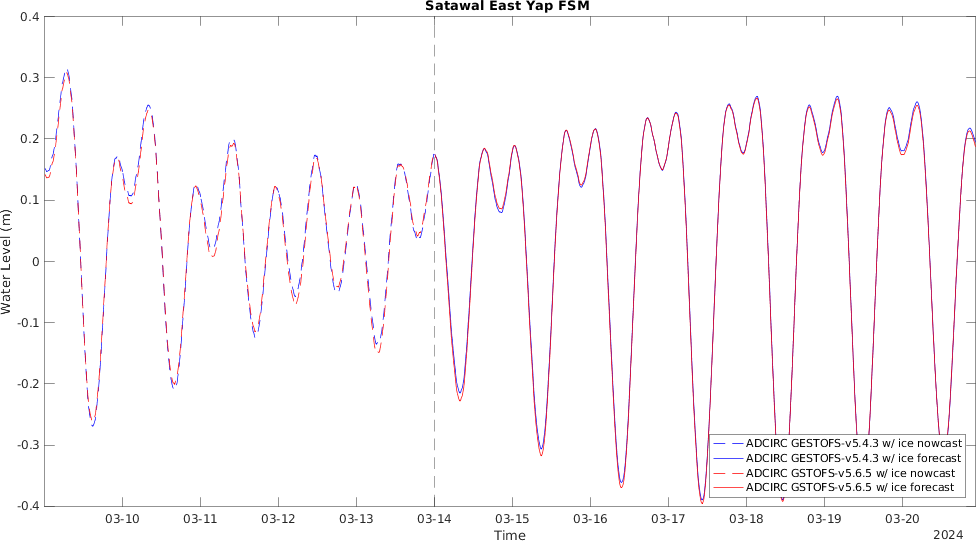 Satawal East Yap FSM
Water Level (m)
0.4
0.3
0.2
0.1
0
-0.1
-0.2
-0.3
-0.4
ADCIRC GESTOFS-v5.4.3 w/ ice nowcast
ADCIRC GESTOFS-v5.4.3 w/ ice forecast
ADCIRC GSTOFS-v5.6.5 w/ ice nowcast
ADCIRC GSTOFS-v5.6.5 w/ ice forecast
03-10 03-11 03-12 03-13 03-14 03-15 03-16 03-17 03-18 03-19 03-20
Time
2024